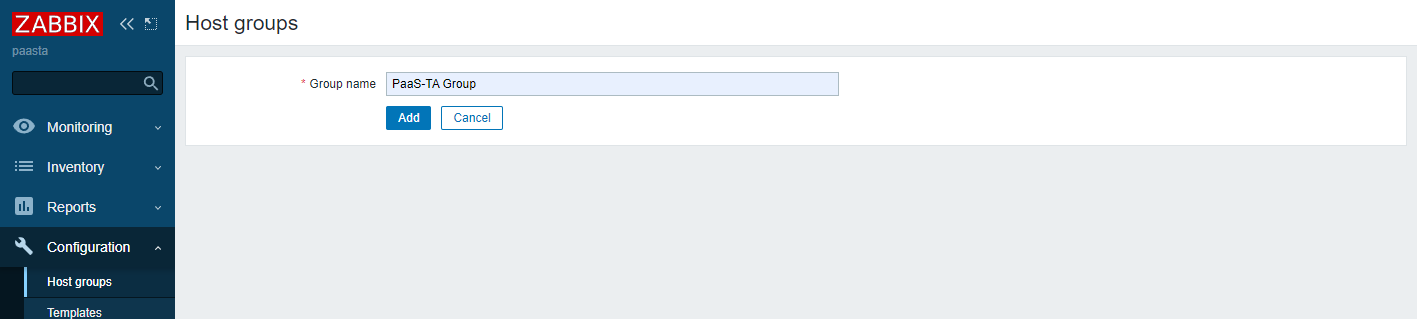 ZABBIX
paasta
Monitoring
Inventory
Reports
Configuration
Host groups
Templates
Host groups
* Group name PaaS-TA Group
Add Cancel